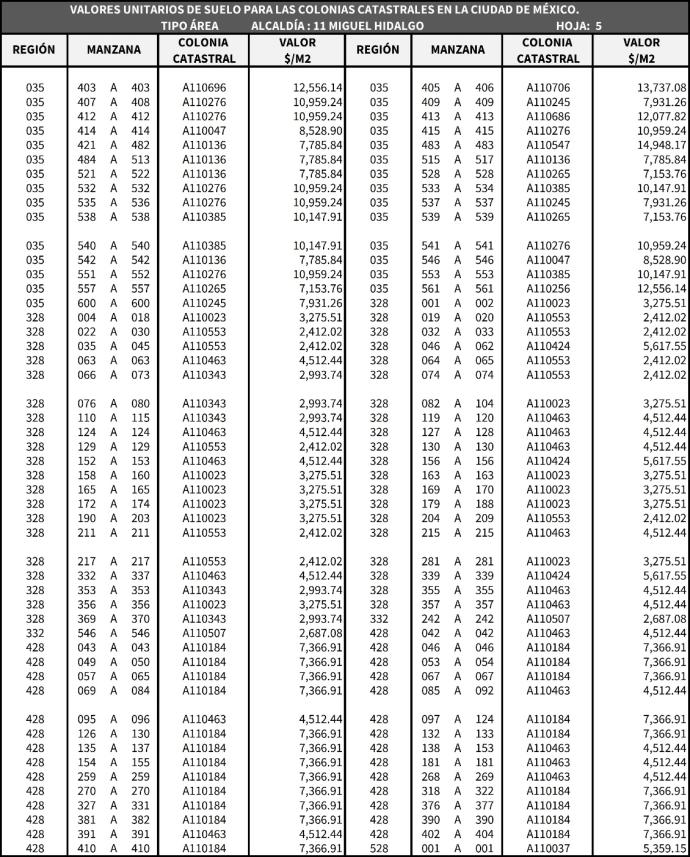 VALORES UNITARIOS DE SUELO PARA LAS COLONIAS CATASTRALES EN LA CIUDAD DE MÉXICO.
TIPO ÁREA ALCALDÍA : 11 MIGUEL HIDALGO HOJA: 5
REGIÓN MANZANA COLONIA CATASTRAL VALOR $/M2 REGIÓN MANZANA COLONIA CATASTRAL VALOR $/M2
035 403 A 403 A110696 12,556.14 035 405 A 406 A110706 13,737.08
035 407 A 408 A110276 10,959.24 035 409 A 409 A110245 7,931.26
035 412 A 412 A110276 10,959.24 035 413 A 413 A110686 12,077.82
035 414 A 414 A110047 8,528.90 035 415 A 415 A110276 10,959.24
035 421 A 482 A110136 7,785.84 035 483 A 483 A110547 14,948.17
035 484 A 513 A110136 7,785.84 035 515 A 517 A110136 7,785.84
035 521 A 522 A110136 7,785.84 035 528 A 528 A110265 7,153.76
035 532 A 532 A110276 10,959.24 035 533 A 534 A110385 10,147.91
035 535 A 536 A110276 10,959.24 035 537 A 537 A110245 7,931.26
035 538 A 538 A110385 10,147.91 035 539 A 539 A110265 7,153.76
035 540 A 540 A110385 10,147.91 035 541 A 541 A110276 10,959.24
035 542 A 542 A110136 7,785.84 035 546 A 546 A110047 8,528.90
035 551 A 552 A110276 10,959.24 035 553 A 553 A110385 10,147.91
035 557 A 557 A110265 7,153.76 035 561 A 561 A110256 12,556.14
035 600 A 600 A110245 7,931.26 328 001 A 002 A110023 3,275.51
328 004 A 018 A110023 3,275.51 328 019 A 020 A110553 2,412.02
328 022 A 030 A110553 2,412.02 328 032 A 033 A110553 2,412.02
328 035 A 045 A110553 2,412.02 328 046 A 062 A110424 5,617.55
328 063 A 063 A110463 4,512.44 328 064 A 065 A110553 2,412.02
328 066 A 073 A110343 2,993.74 328 074 A 074 A110553 2,412.02
328 076 A 080 A110343 2,993.74 328 082 A 104 A110023 3,275.51
328 110 A 115 A110343 2,993.74 328 119 A 120 A110463 4,512.44
328 124 A 124 A110463 4,512.44 328 127 A 128 A110463 4,512.44
328 129 A 129 A110553 2,412.02 328 130 A 130 A110463 4,512.44
328 152 A 153 A110463 4,512.44 328 156 A 156 A110424 5,617.55
328 158 A 160 A110023 3,275.51 328 163 A 163 A110023 3,275.51
328 165 A 165 A110023 3,275.51 328 169 A 170 A110023 3,275.51
328 172 A 174 A110023 3,275.51 328 179 A 188 A110023 3,275.51
328 190 A 203 A110023 3,275.51 328 204 A 209 A110553 2,412.02
328 211 A 211 A110553 2,412.02 328 215 A 215 A110463 4,512.44
328 217 A 217 A110553 2,412.02 328 281 A 281 A110023 3,275.51
328 332 A 337 A110463 4,512.44 328 339 A 339 A110424 5,617.55
328 353 A 353 A110343 2,993.74 328 355 A 355 A110463 4,512.44
328 356 A 356 A110023 3,275.51 328 357 A 357 A110463 4,512.44
328 369 A 370 A110343 2,993.74 332 242 A 242 A110507 2,687.08
332 546 A 546 A110507 2,687.08 428 042 A 042 A110463 4,512.44
428 043 A 043 A110184 7,366.91 428 046 A 046 A110184 7,366.91
428 049 A 050 A110184 7,366.91 428 053 A 054 A110184 7,366.91
428 057 A 065 A110184 7,366.91 428 067 A 067 A110184 7,366.91
428 069 A 084 A110184 7,366.91 428 085 A 092 A110463 4,512.44
428 095 A 096 A110463 4,512.44 428 097 A 124 A110184 7,366.91
428 126 A 130 A110184 7,366.91 428 132 A 133 A110184 7,366.91
428 135 A 137 A110184 7,366.91 428 138 A 153 A110463 4,512.44
428 154 A 155 A110184 7,366.91 428 181 A 181 A110463 4,512.44
428 259 A 259 A110184 7,366.91 428 268 A 269 A110463 4,512.44
428 270 A 270 A110184 7,366.91 428 318 A 322 A110184 7,366.91
428 327 A 331 A110184 7,366.91 428 376 A 377 A110184 7,366.91
428 381 A 382 A110184 7,366.91 428 390 A 390 A110184 7,366.91
428 391 A 391 A110463 4,512.44 428 402 A 404 A110184 7,366.91
428 410 A 410 A110184 7,366.91 528 001 A 001 A110037 5,359.15